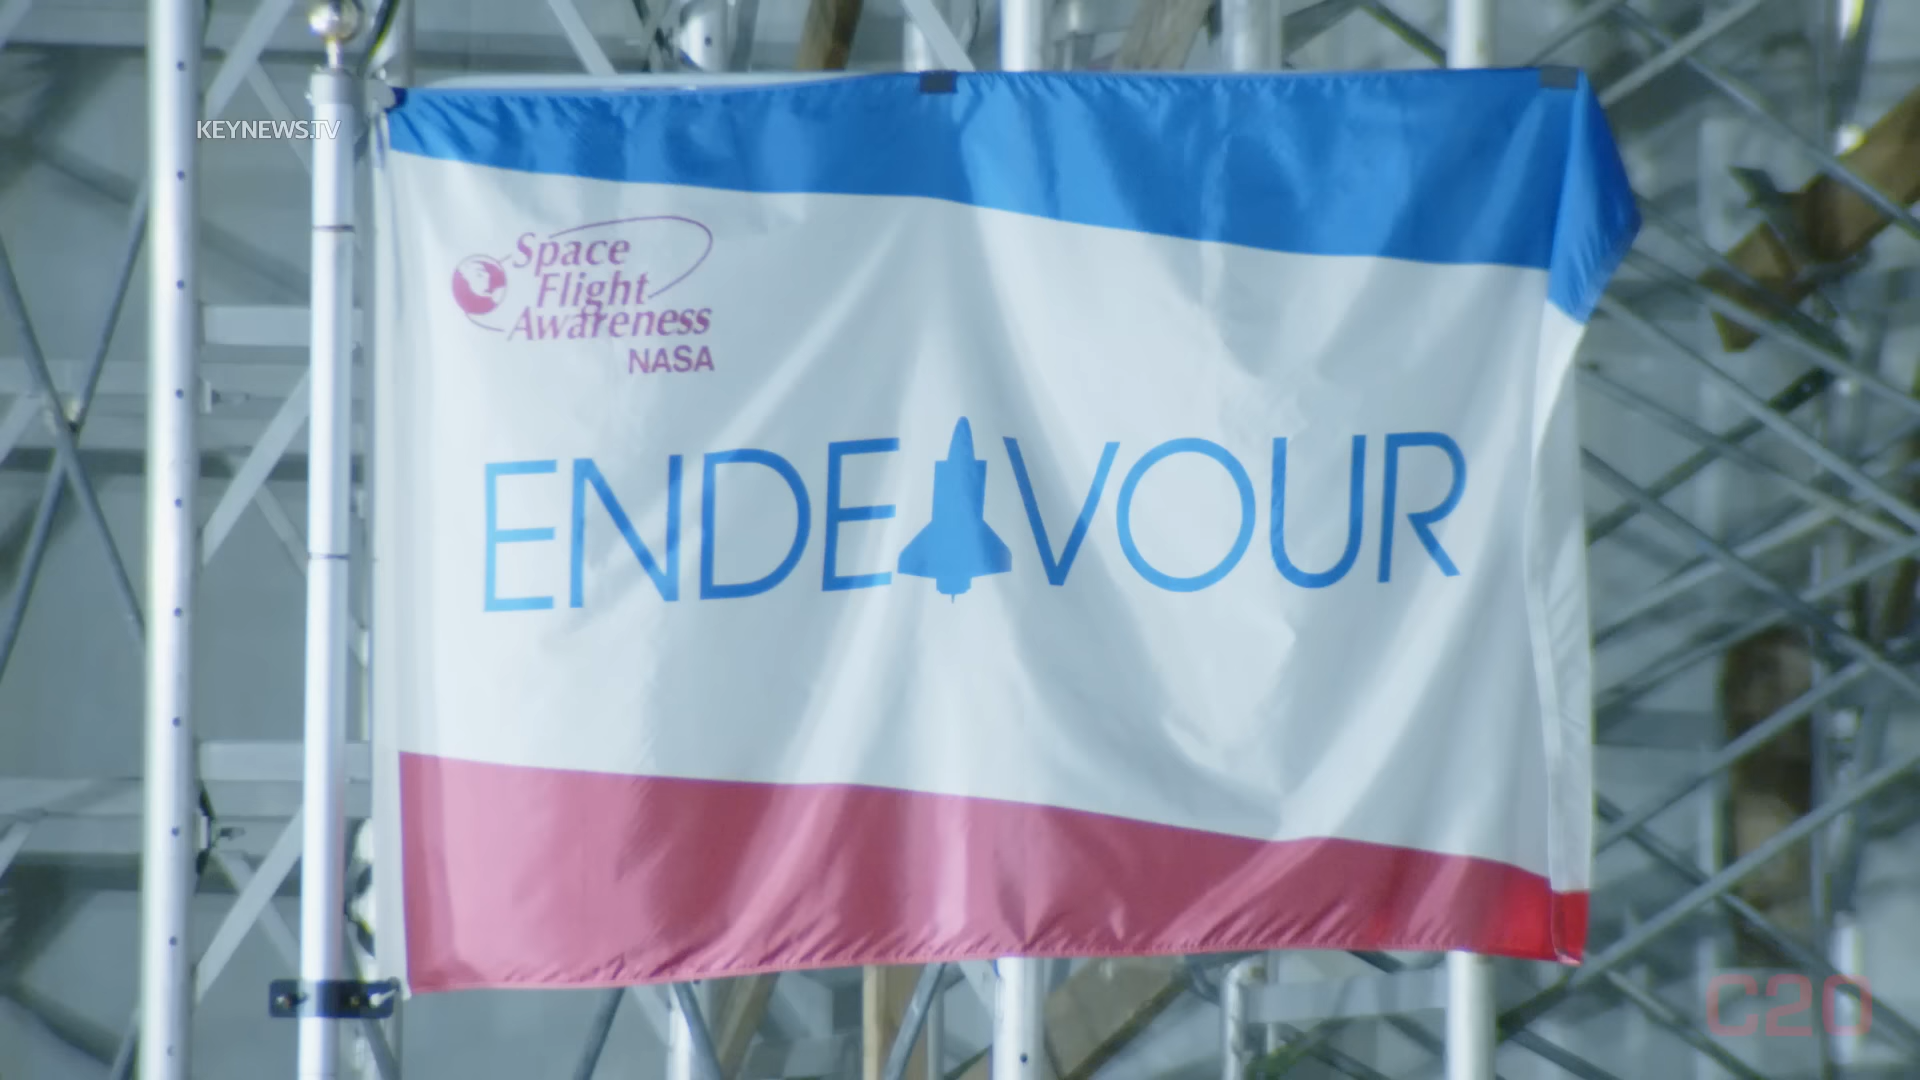 KEYNEWS.TV
Space
Flight
Awareness
NASA
ENDEAVOUR
C20